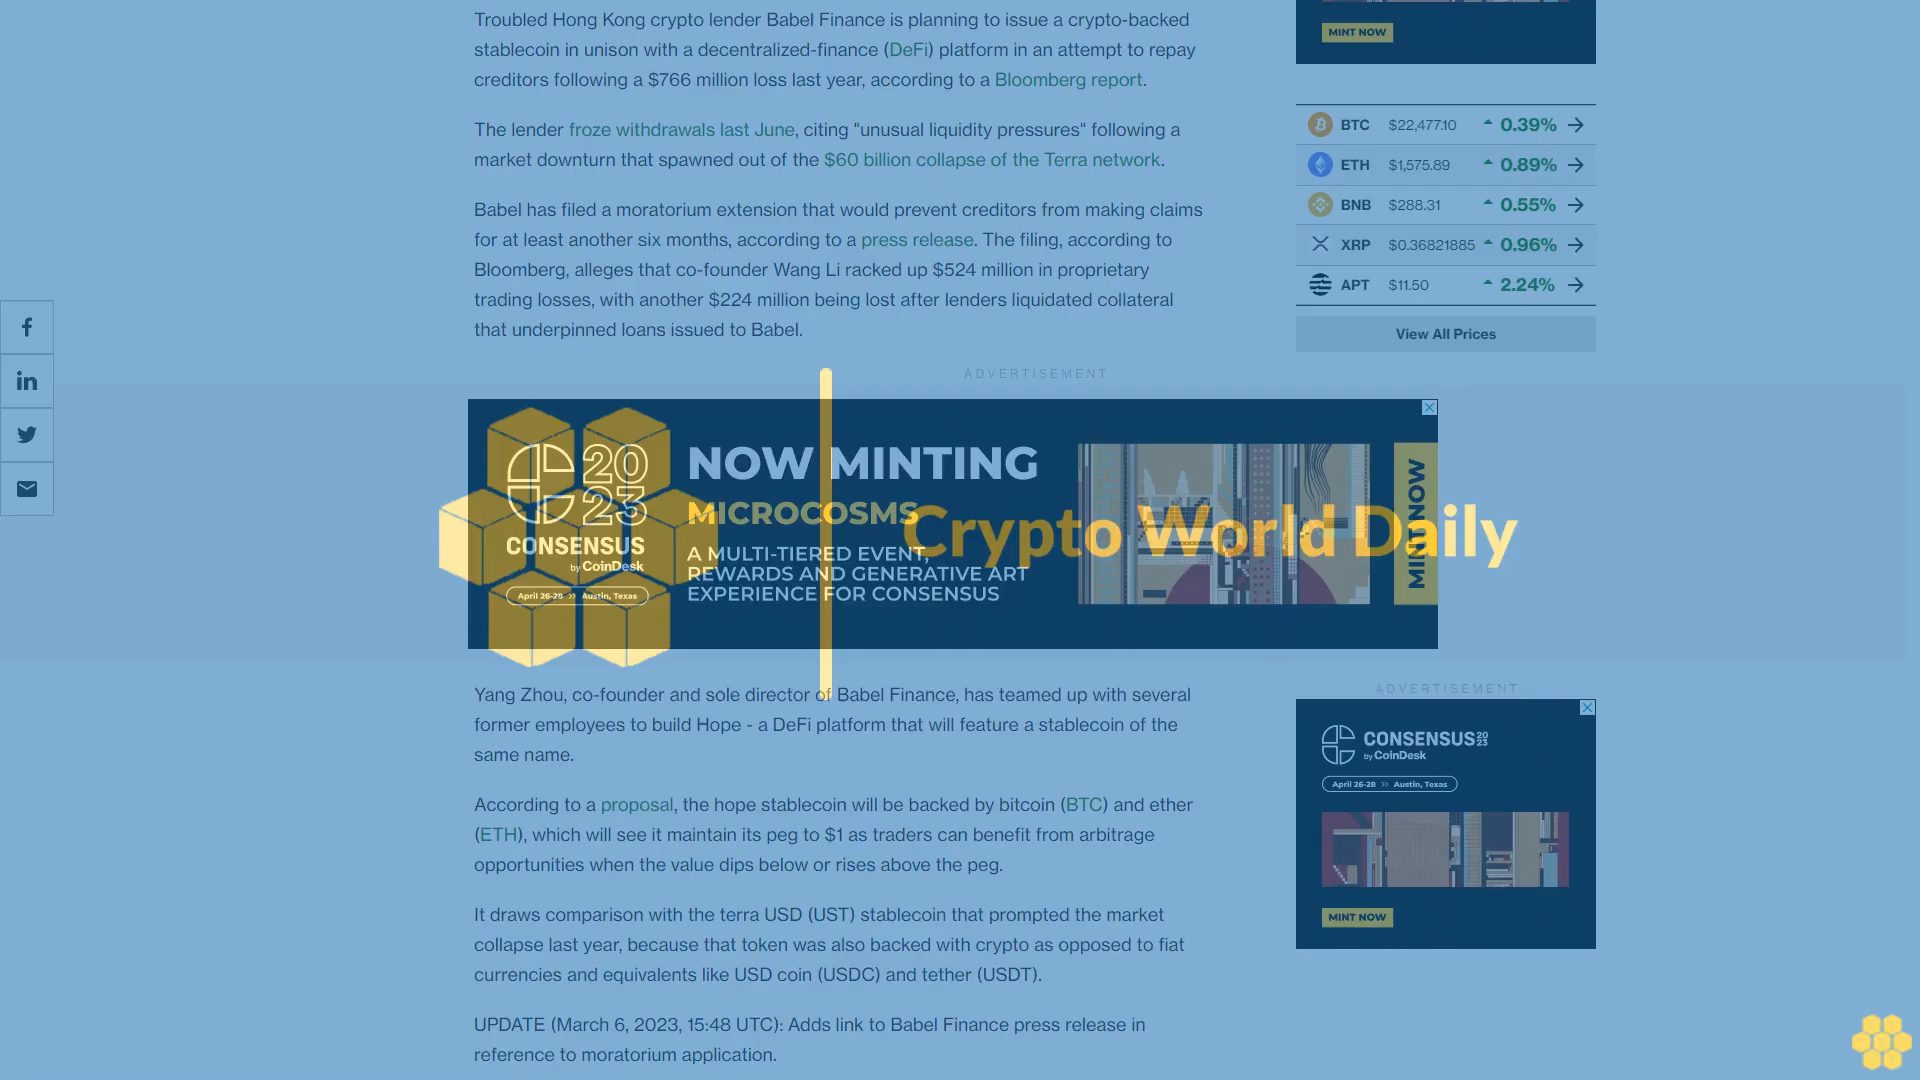 Troubled Hong Kong crypto lender Babel Finance is planning to issue a crypto-backed
stablecoin in unison with a decentralized-finance (DeFi) platform in an attempt to repay
creditors following a $766 million loss last year, according to a Bloomberg report.
The lender froze withdrawals last June, citing "unusual liquidity pressures" following a
market downturn that spawned out of the $60 billion collapse of the Terra network.
Babel has filed a moratorium extension that would prevent creditors from making claims
for at least another six months, according to a press release. The filing, according to
Bloomberg, alleges that co-founder Wang Li racked up $524 million in proprietary
trading losses, with another $224 million being lost after lenders liquidated collateral
that underpinned loans issued to Babel.
MINT NOW
BTC $22,477.10 0.39%
ETH $1,575.89 0.89%
BNB $288.31 0.55%
XRP $0.36821885 0.96%
APT $11.50 2.24%
View All Prices
ADVERTISEMENT
2023
CONSENSUS
by CoinDesk
April 26-28 >> Austin, Texas
NOW MINTING
MICROCOSMS
A MULTI-TIERED EVENT,
REWARDS AND GENERATIVE ART
EXPERIENCE FOR CONSENSUS
MINT NOW
Crypto World Daily
Yang Zhou, co-founder and sole director of Babel Finance, has teamed up with several
former employees to build Hope - a DeFi platform that will feature a stablecoin of the
same name.
According to a proposal, the hope stablecoin will be backed by bitcoin (BTC) and ether
(ETH), which will see it maintain its peg to $1 as traders can benefit from arbitrage
opportunities when the value dips below or rises above the peg.
It draws comparison with the terra USD (UST) stablecoin that prompted the market
collapse last year, because that token was also backed with crypto as opposed to fiat
currencies and equivalents like USD coin (USDC) and tether (USDT).
UPDATE (March 6, 2023, 15:48 UTC): Adds link to Babel Finance press release in
reference to moratorium application.
ADVERTISEMENT
CONSENSUS 2023
by CoinDesk
April 26-28 >> Austin, Texas
MINT NOW